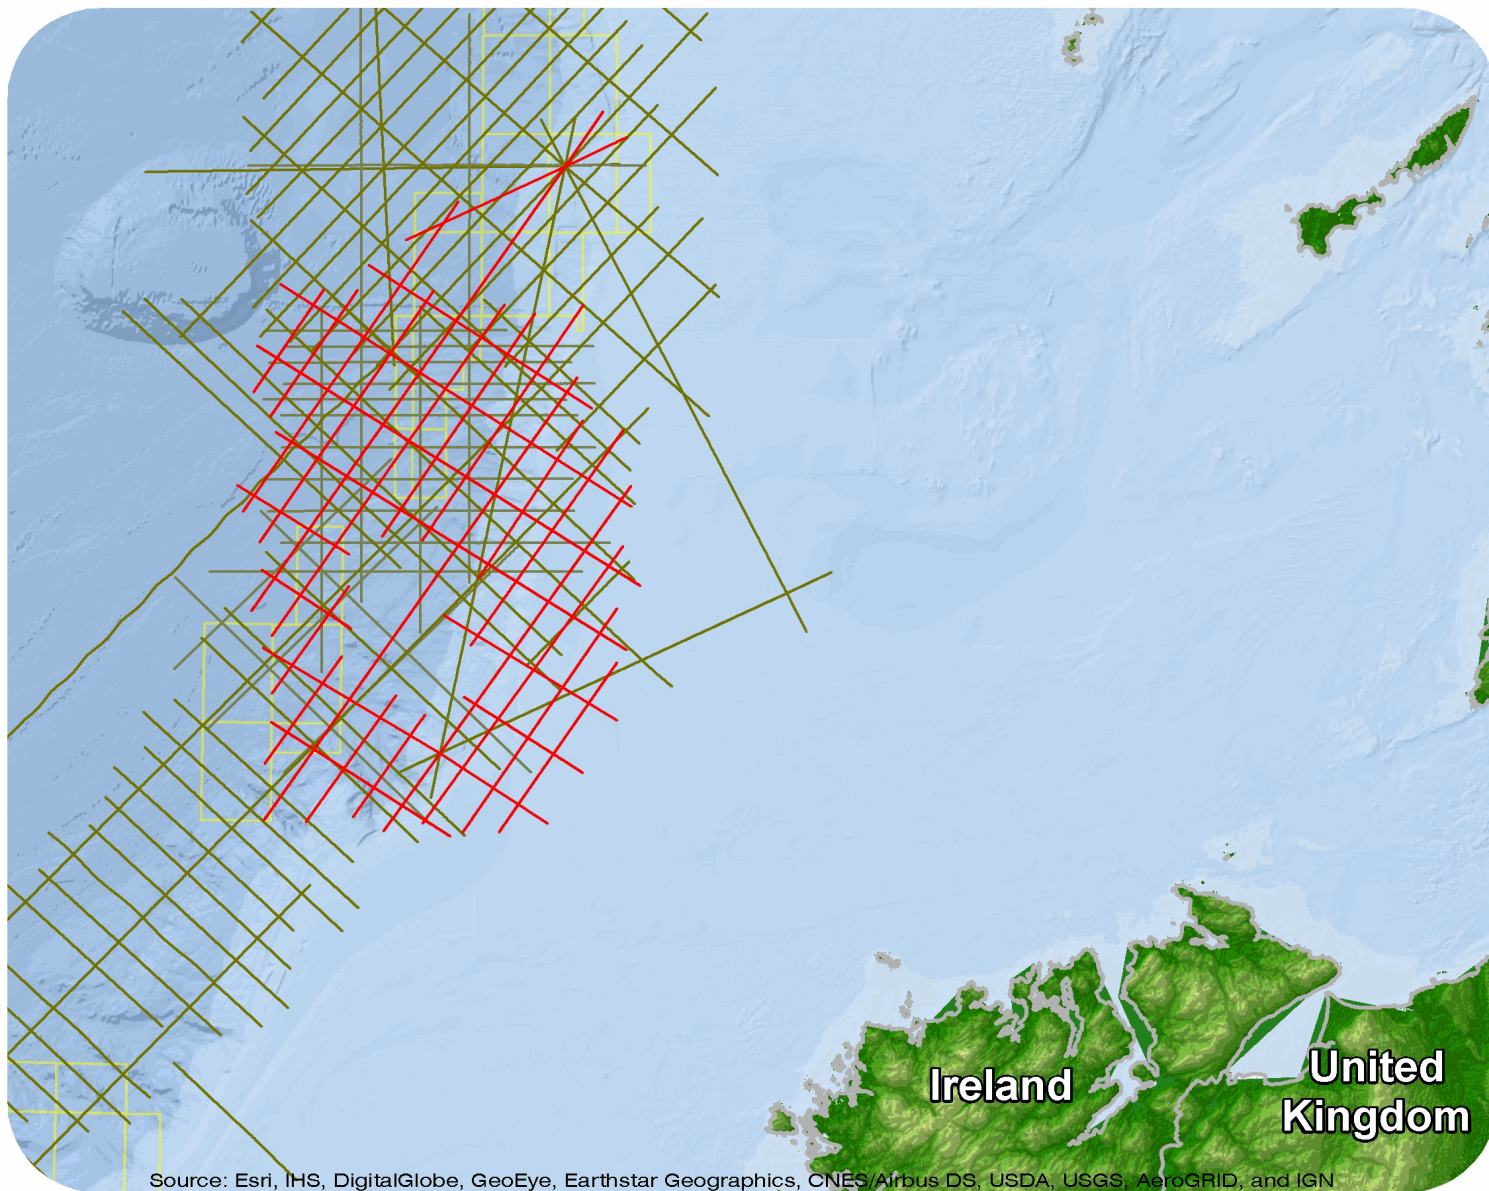 Ireland
United
Kingdom
Source: Esri, IHS, DigitalGlobe, GeoEye, Earthstar Geographics, CNES/Airbus DS, USDA, USGS, AeroGRID, and IGN